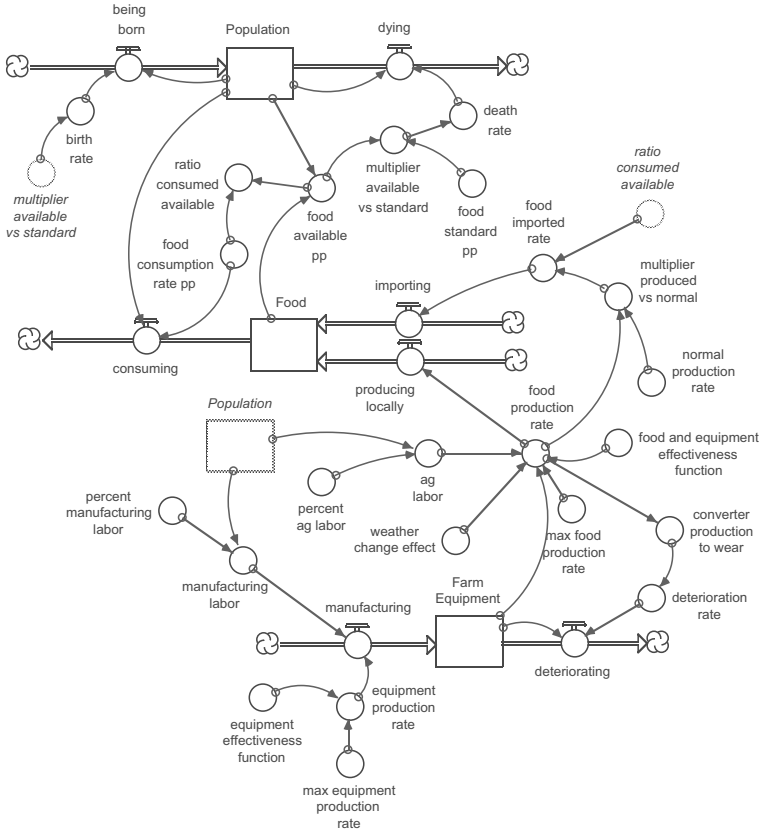 being
born
Population
dying
birth
rate
death
rate
multiplier
available
vs standard
ratio
consumed
available
multiplier
available
vs standard
food
available
pp
food
standard
pp
food
imported
rate
ratio
consumed
available
food
consumption
rate pp
importing
multiplier
produced
vs normal
Food
consuming
producing
locally
food
production
rate
normal
production
rate
Population
food and equipment
effectiveness
function
percent
manufacturing
labor
percent
ag labor
ag
labor
weather
change effect
max food
production
rate
converter
production
to wear
manufacturing
labor
manufacturing
Farm
Equipment
deterioration
rate
deteriorating
equipment
effectiveness
function
equipment
production
rate
max equipment
production
rate